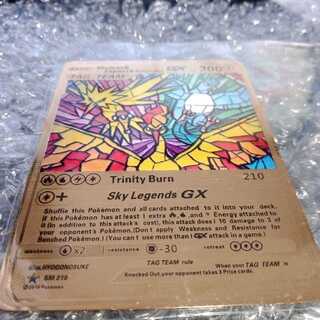 GX 300
TAG TEAM
Trinity Burn 210
Sky Legends GX
Shuffle this Pokémon and all cards attached to it into your deck.
If this Pokémon has at least 1 extra and Energy attached to
it (in addition to this attack's cost), this attack does 1 10 damage to 3 of
your opponent's Pokémon.(Don't apply Weakness and Resistance for
Benched Pokémon.) (You can't use more than 1 GX attack in a game.)
weakness ×2 resistance -30 retreat
TAG TEAM rule
When your TAG TEAM is
Knocked Out,your opponent takes 3 Prize cards.
SM 210